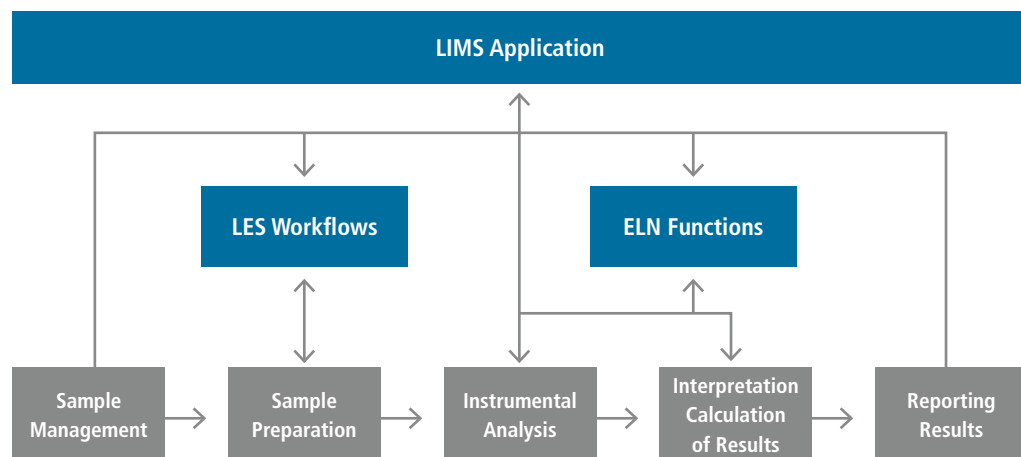 LIMS Application
LES Workflows
ELN Functions
Sample
Management
Sample
Preparation
Instrumental
Analysis
Interpretation
Calculation
of Results
Reporting
Results